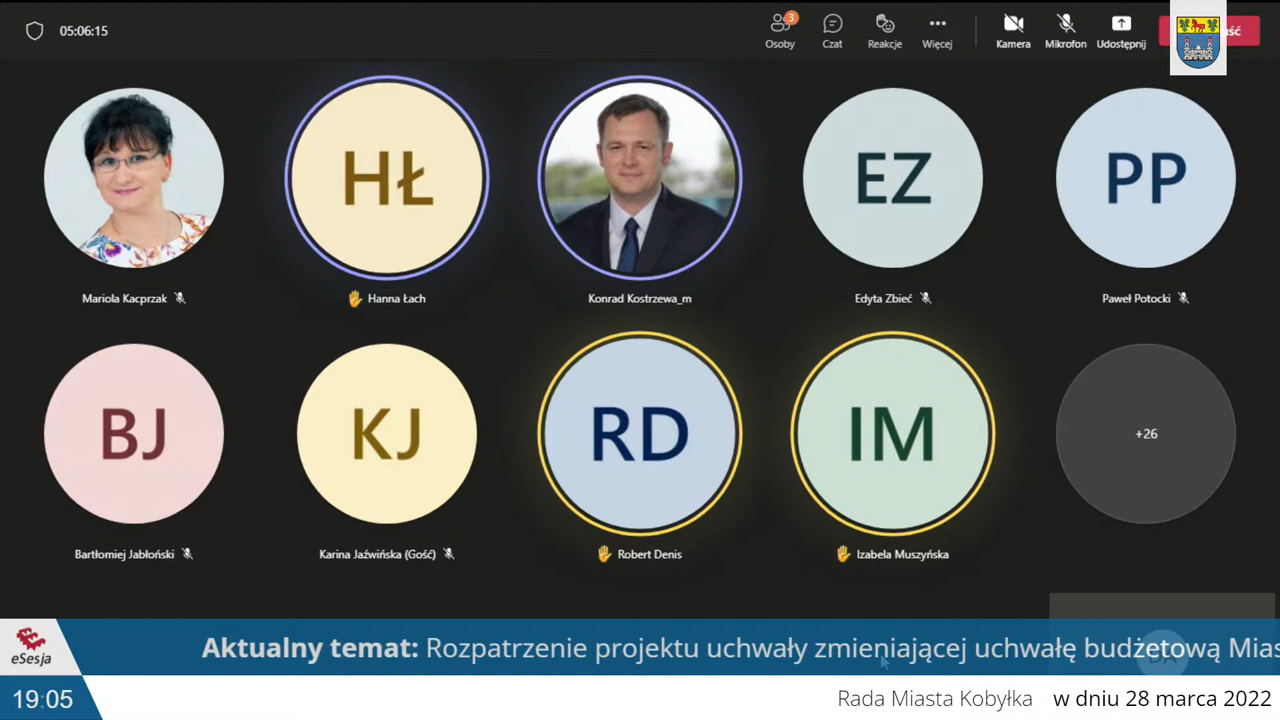 05:06:15
3
Osoby
Czat
Reakcje
Więcej
Kamera
Mikrofon
Udostępnij
HŁ
EZ
PP
Mariola Kacprzak
Hanna Łach
Konrad Kostrzewa_m
Edyta Zbieć
Paweł Potocki
BJ
KJ
RD
IM
+26
Bartłomiej Jabłoński
Karina Jaźwińska (Gość)
Robert Denis
Izabela Muszyńska
eSesja
Aktualny temat: Rozpatrzenie projektu uchwały zmieniającej uchwałę budżetową Mias
19:05
Rada Miasta Kobyłka w dniu 28 marca 2022